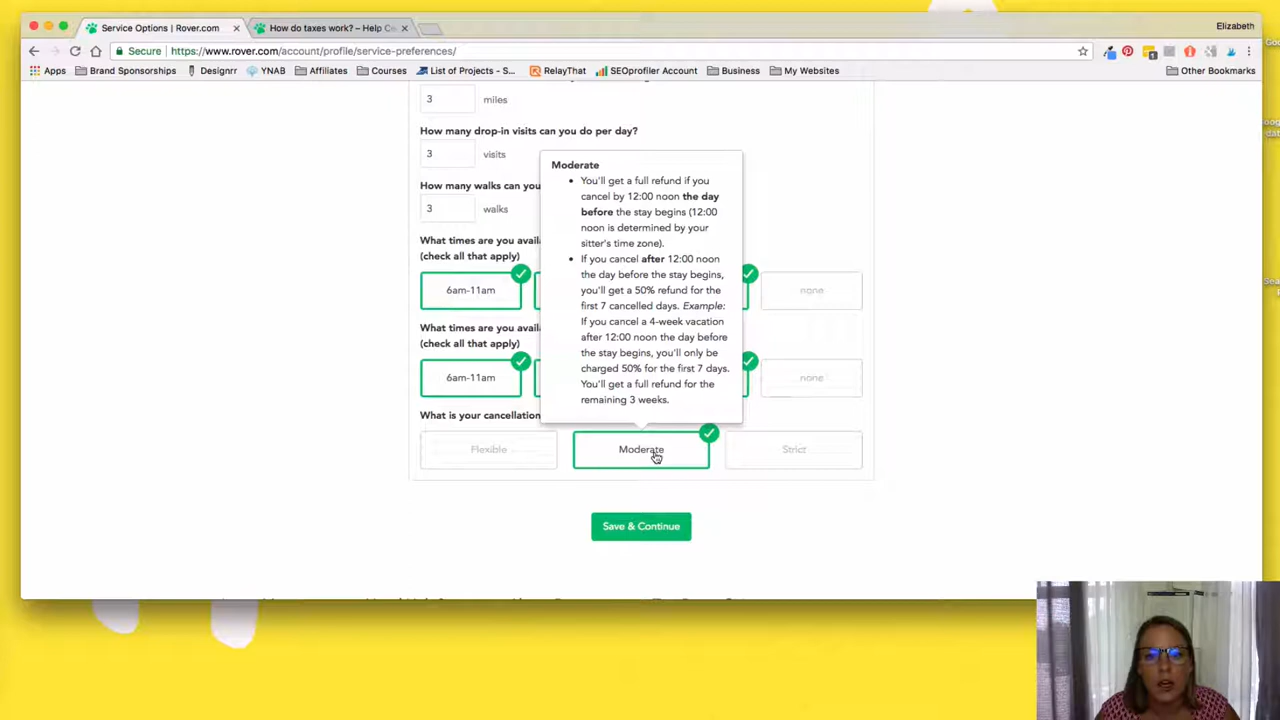 Service Options | Rover.com
How do taxes work? – Help Ce
Elizabeth
Secure | https://www.rover.com/account/profile/service-preferences/
Apps Brand Sponsorships Designrr YNAB Affiliates Courses List of Projects - S... RelayThat SEOprofiler Account Business My Websites Other Bookmarks
3 miles
How many drop-in visits can you do per day?
3 visits
How many walks can you
3 walks
What times are you avail
(check all that apply)
6am-11am
none
What times are you avail
(check all that apply)
6am-11am
none
What is your cancellation
Flexible
Moderate
Strict
Moderate
• You'll get a full refund if you
cancel by 12:00 noon the day
before the stay begins (12:00
noon is determined by your
sitter's time zone).
• If you cancel after 12:00 noon
the day before the stay begins,
you'll get a 50% refund for the
first 7 cancelled days. Example:
If you cancel a 4-week vacation
after 12:00 noon the day before
the stay begins, you'll only be
charged 50% for the first 7 days.
You'll get a full refund for the
remaining 3 weeks.
Save & Continue